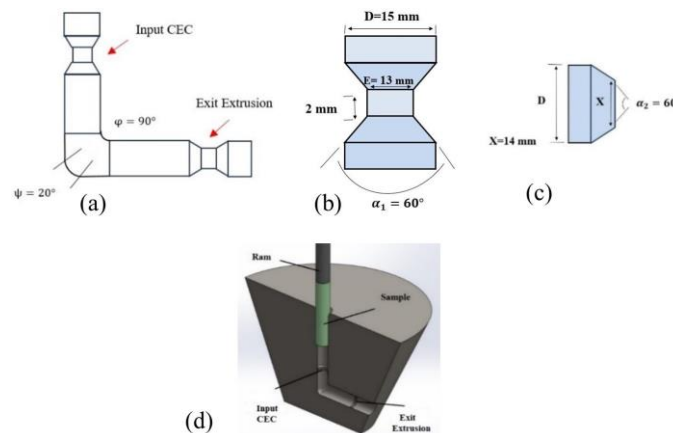 Input CEC
Exit Extrusion
φ = 90°
ψ = 20°
(a)
D=15 mm
E= 13 mm
2 mm
α₁ = 60°
(b)
D
X
α₂ = 60
X=14 mm
(c)
Ram
Sample
Input
CEC
Exit
Extrusion
(d)